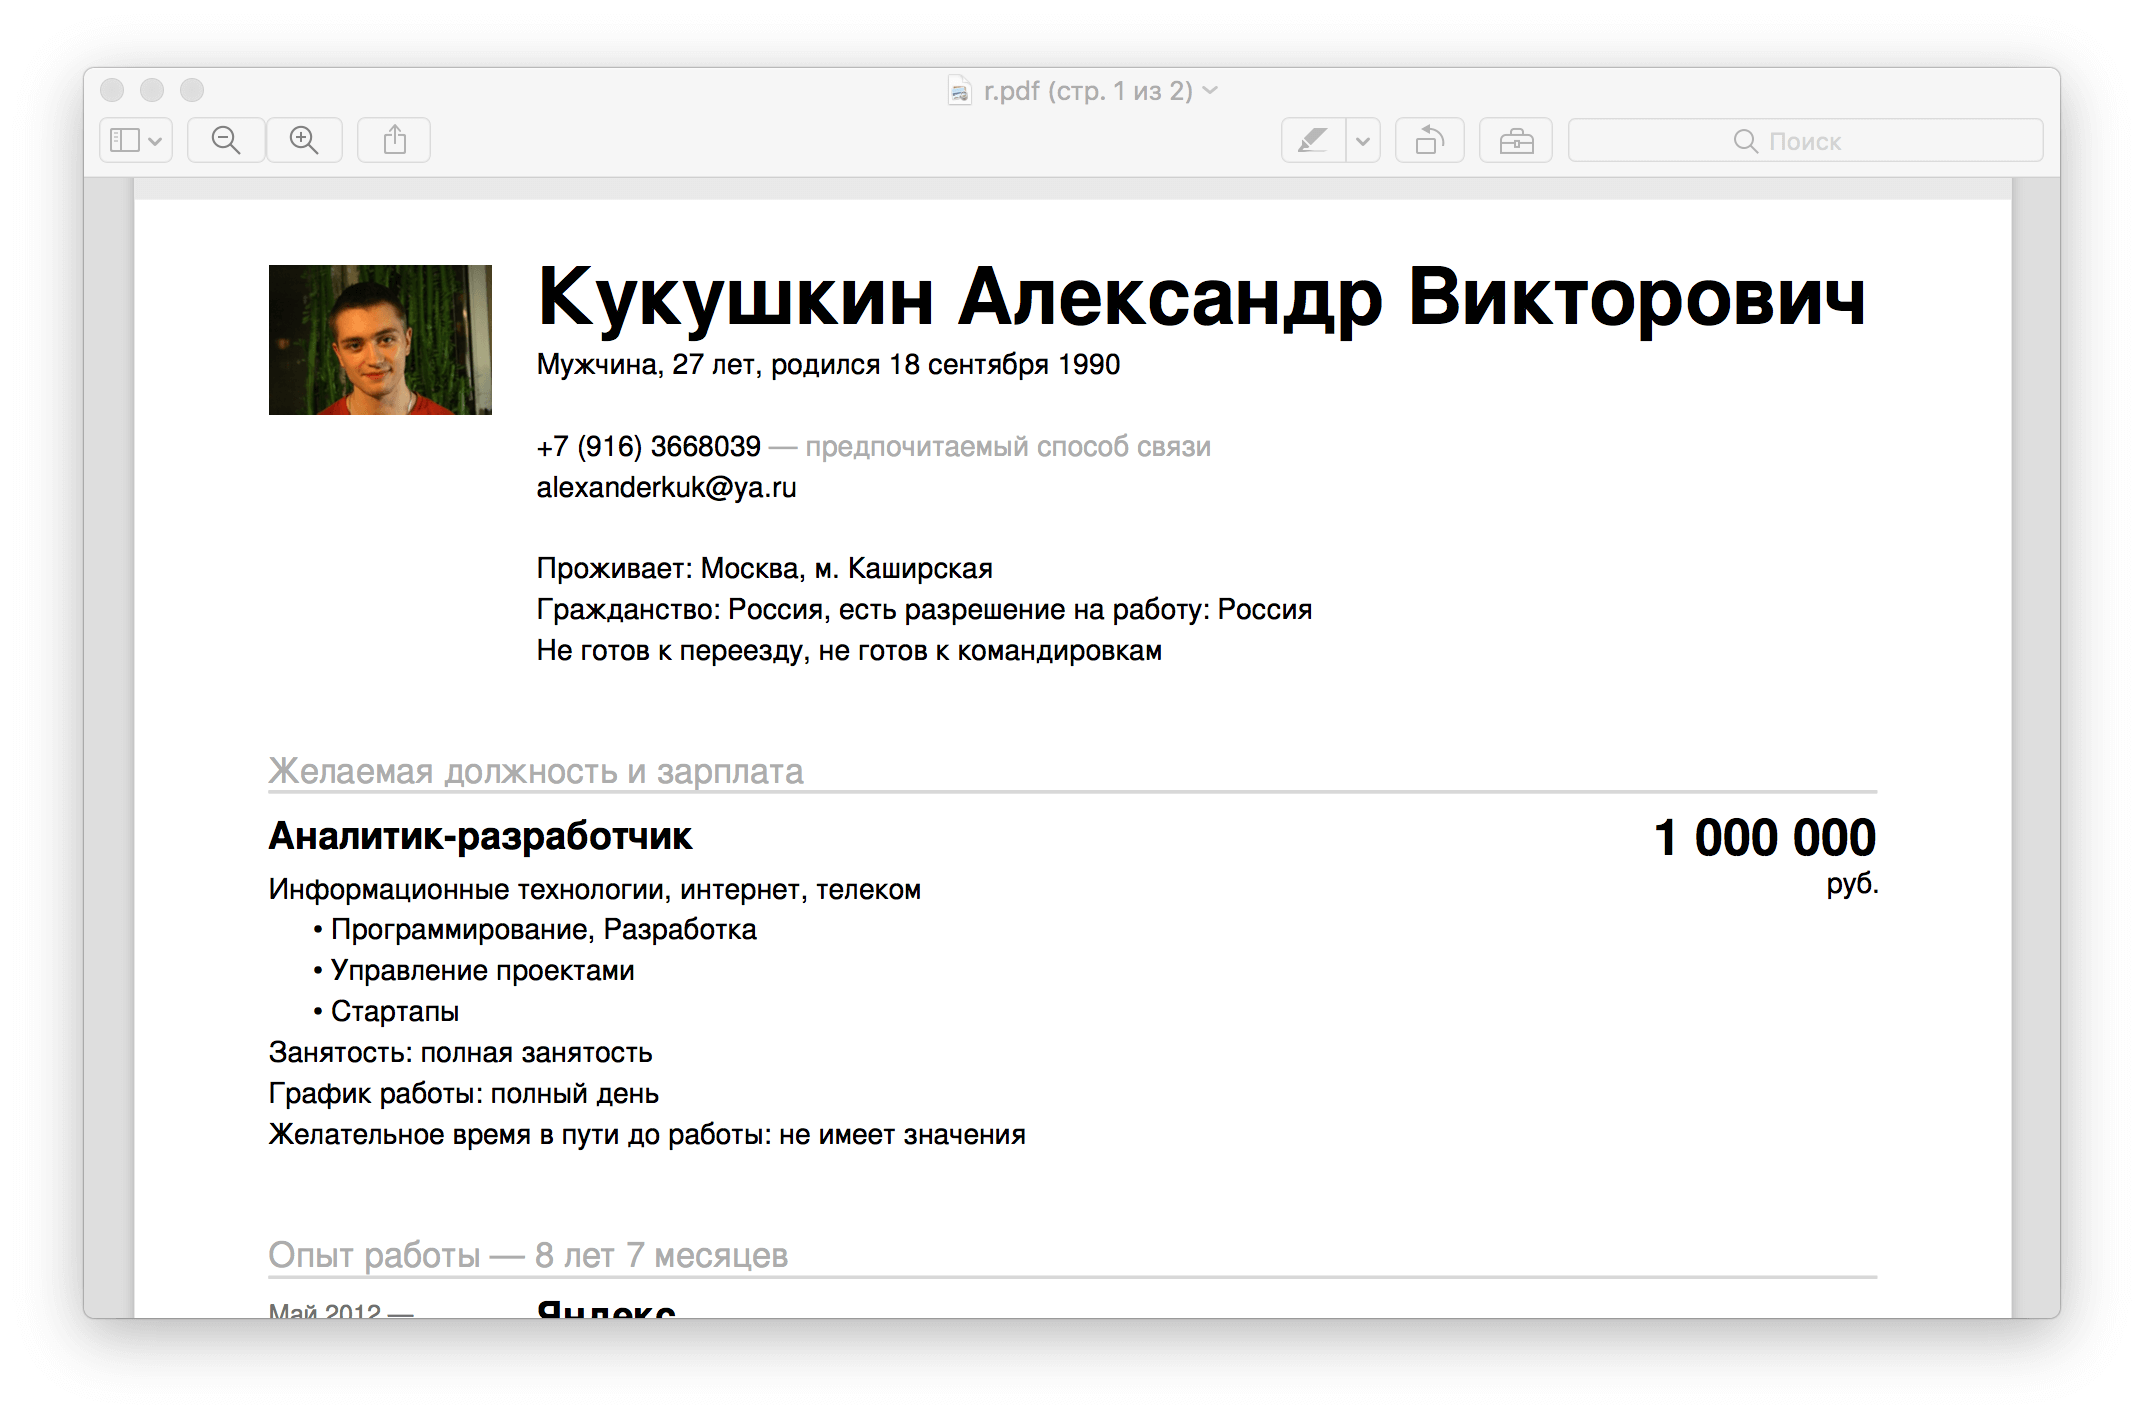 r.pdf (стр. 1 из 2)
Поиск
Кукушкин Александр Викторович
Мужчина, 27 лет, родился 18 сентября 1990
+7 (916) 3668039 — предпочитаемый способ связи
alexanderkuk@ya.ru
Проживает: Москва, м. Каширская
Гражданство: Россия, есть разрешение на работу: Россия
Не готов к переезду, не готов к командировкам
Желаемая должность и зарплата
Аналитик-разработчик
1 000 000
руб.
Информационные технологии, интернет, телеком
• Программирование, Разработка
• Управление проектами
• Стартапы
Занятость: полная занятость
График работы: полный день
Желательное время в пути до работы: не имеет значения
Опыт работы — 8 лет 7 месяцев
Май 2012 —
Яндекс